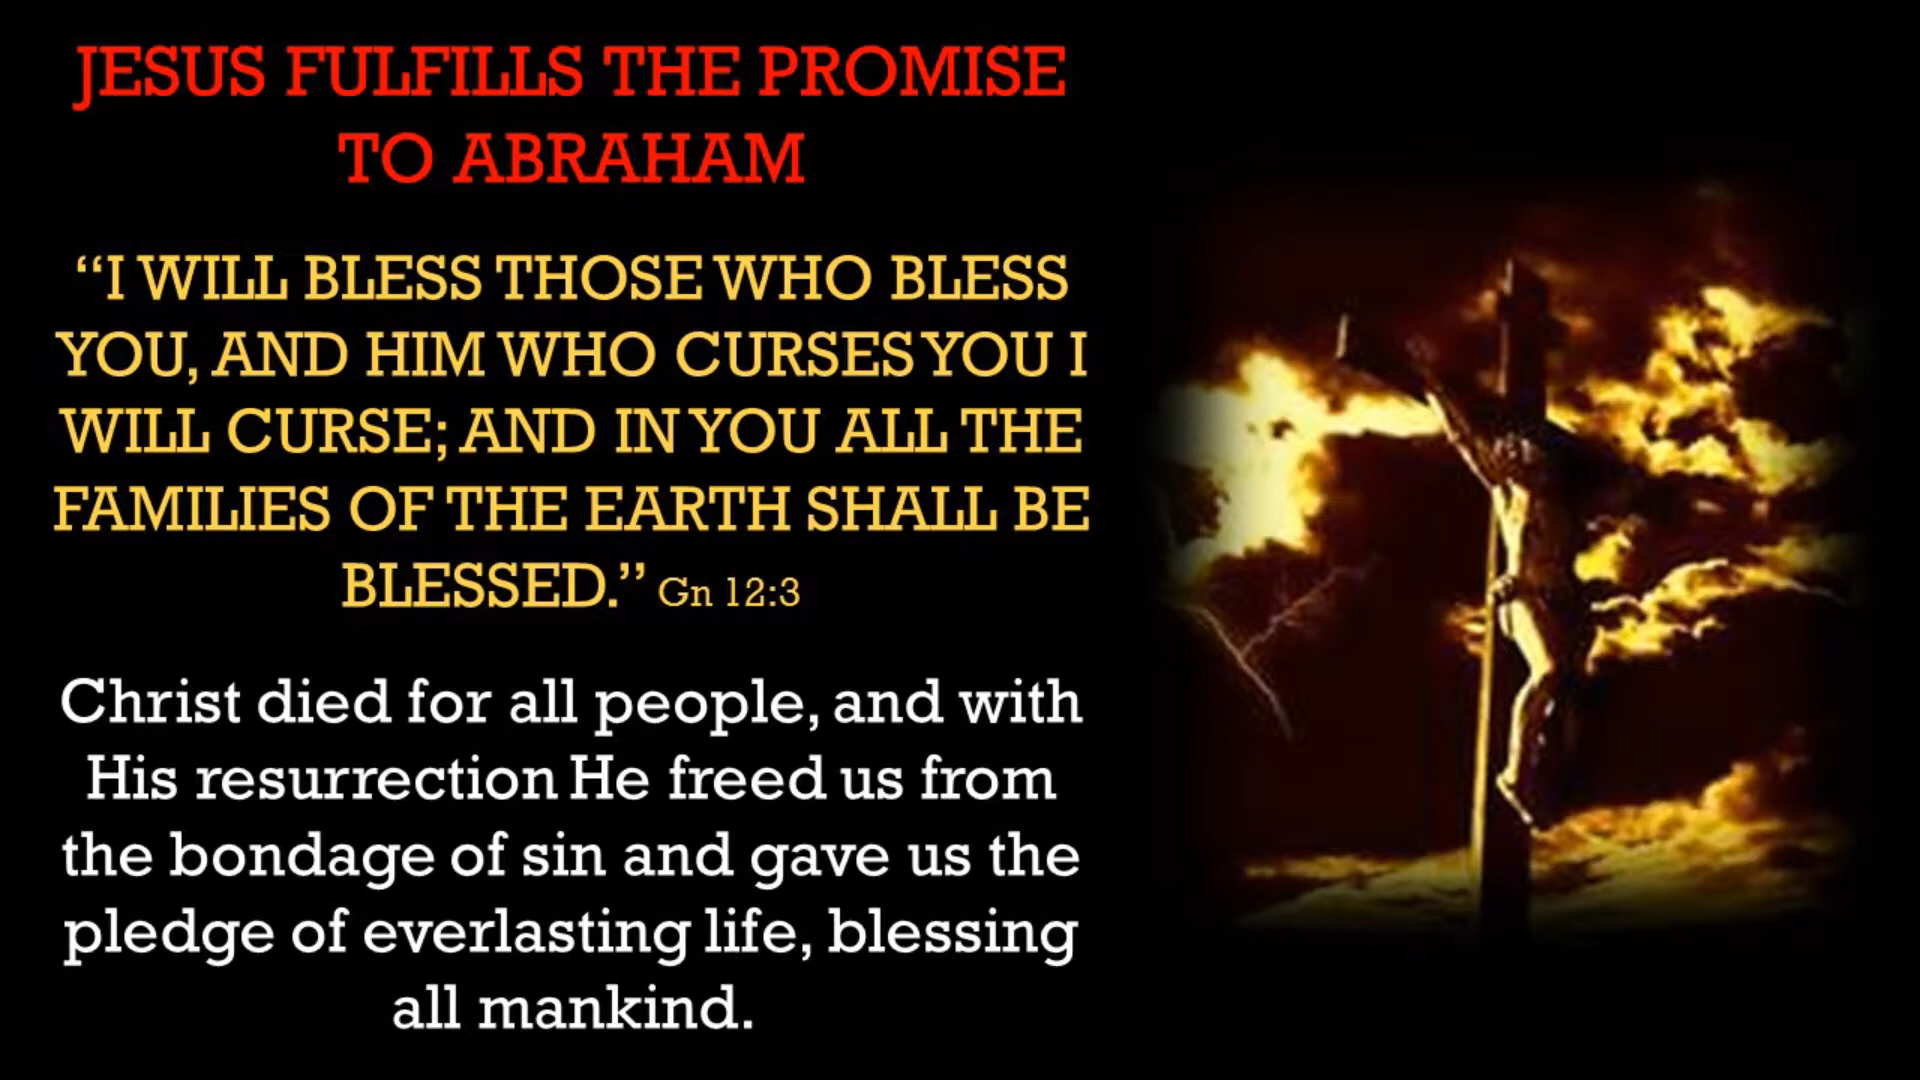 JESUS FULFILLS THE PROMISE
TO ABRAHAM
“I WILL BLESS THOSE WHO BLESS
YOU, AND HIM WHO CURSES YOU I
WILL CURSE; AND IN YOU ALL THE
FAMILIES OF THE EARTH SHALL BE
BLESSED.” Gn 12:3
Christ died for all people, and with
His resurrection He freed us from
the bondage of sin and gave us the
pledge of everlasting life, blessing
all mankind.